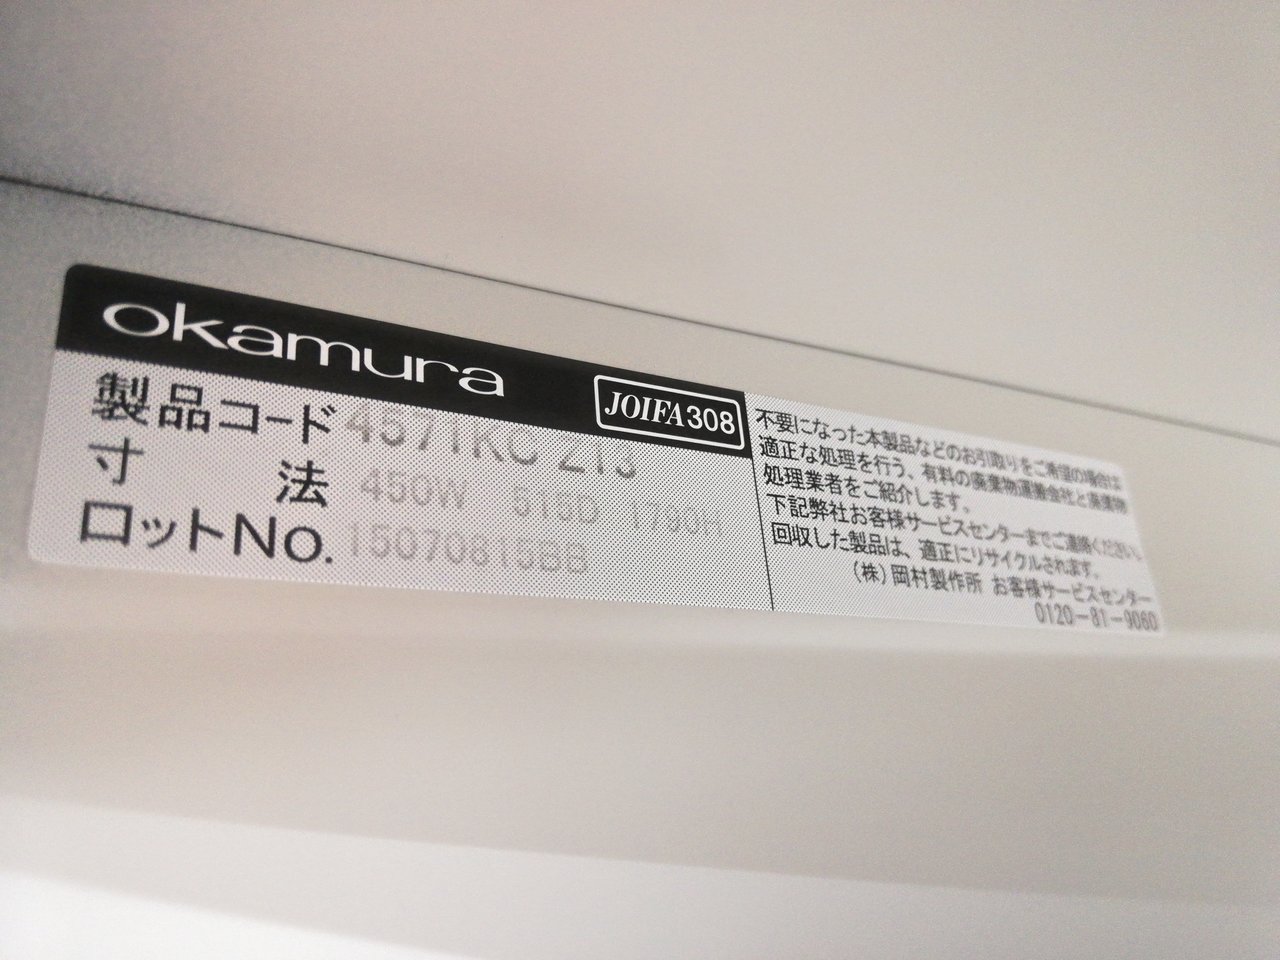 okamura
JOIFA308
製品コード 4571KC Z13
寸 法 450W 515D 1790H
ロットNo. 15070815BB
不要になった本製品などのお引取りをご希望の場合は
適正な処理を行う、有料の廃棄物運搬会社と廃棄物
処理業者をご紹介します。
下記弊社お客様サービスセンターまでご連絡ください。
回収した製品は、適正にリサイクルされます。
(株)岡村製作所 お客様サービスセンター
0120-81-9060